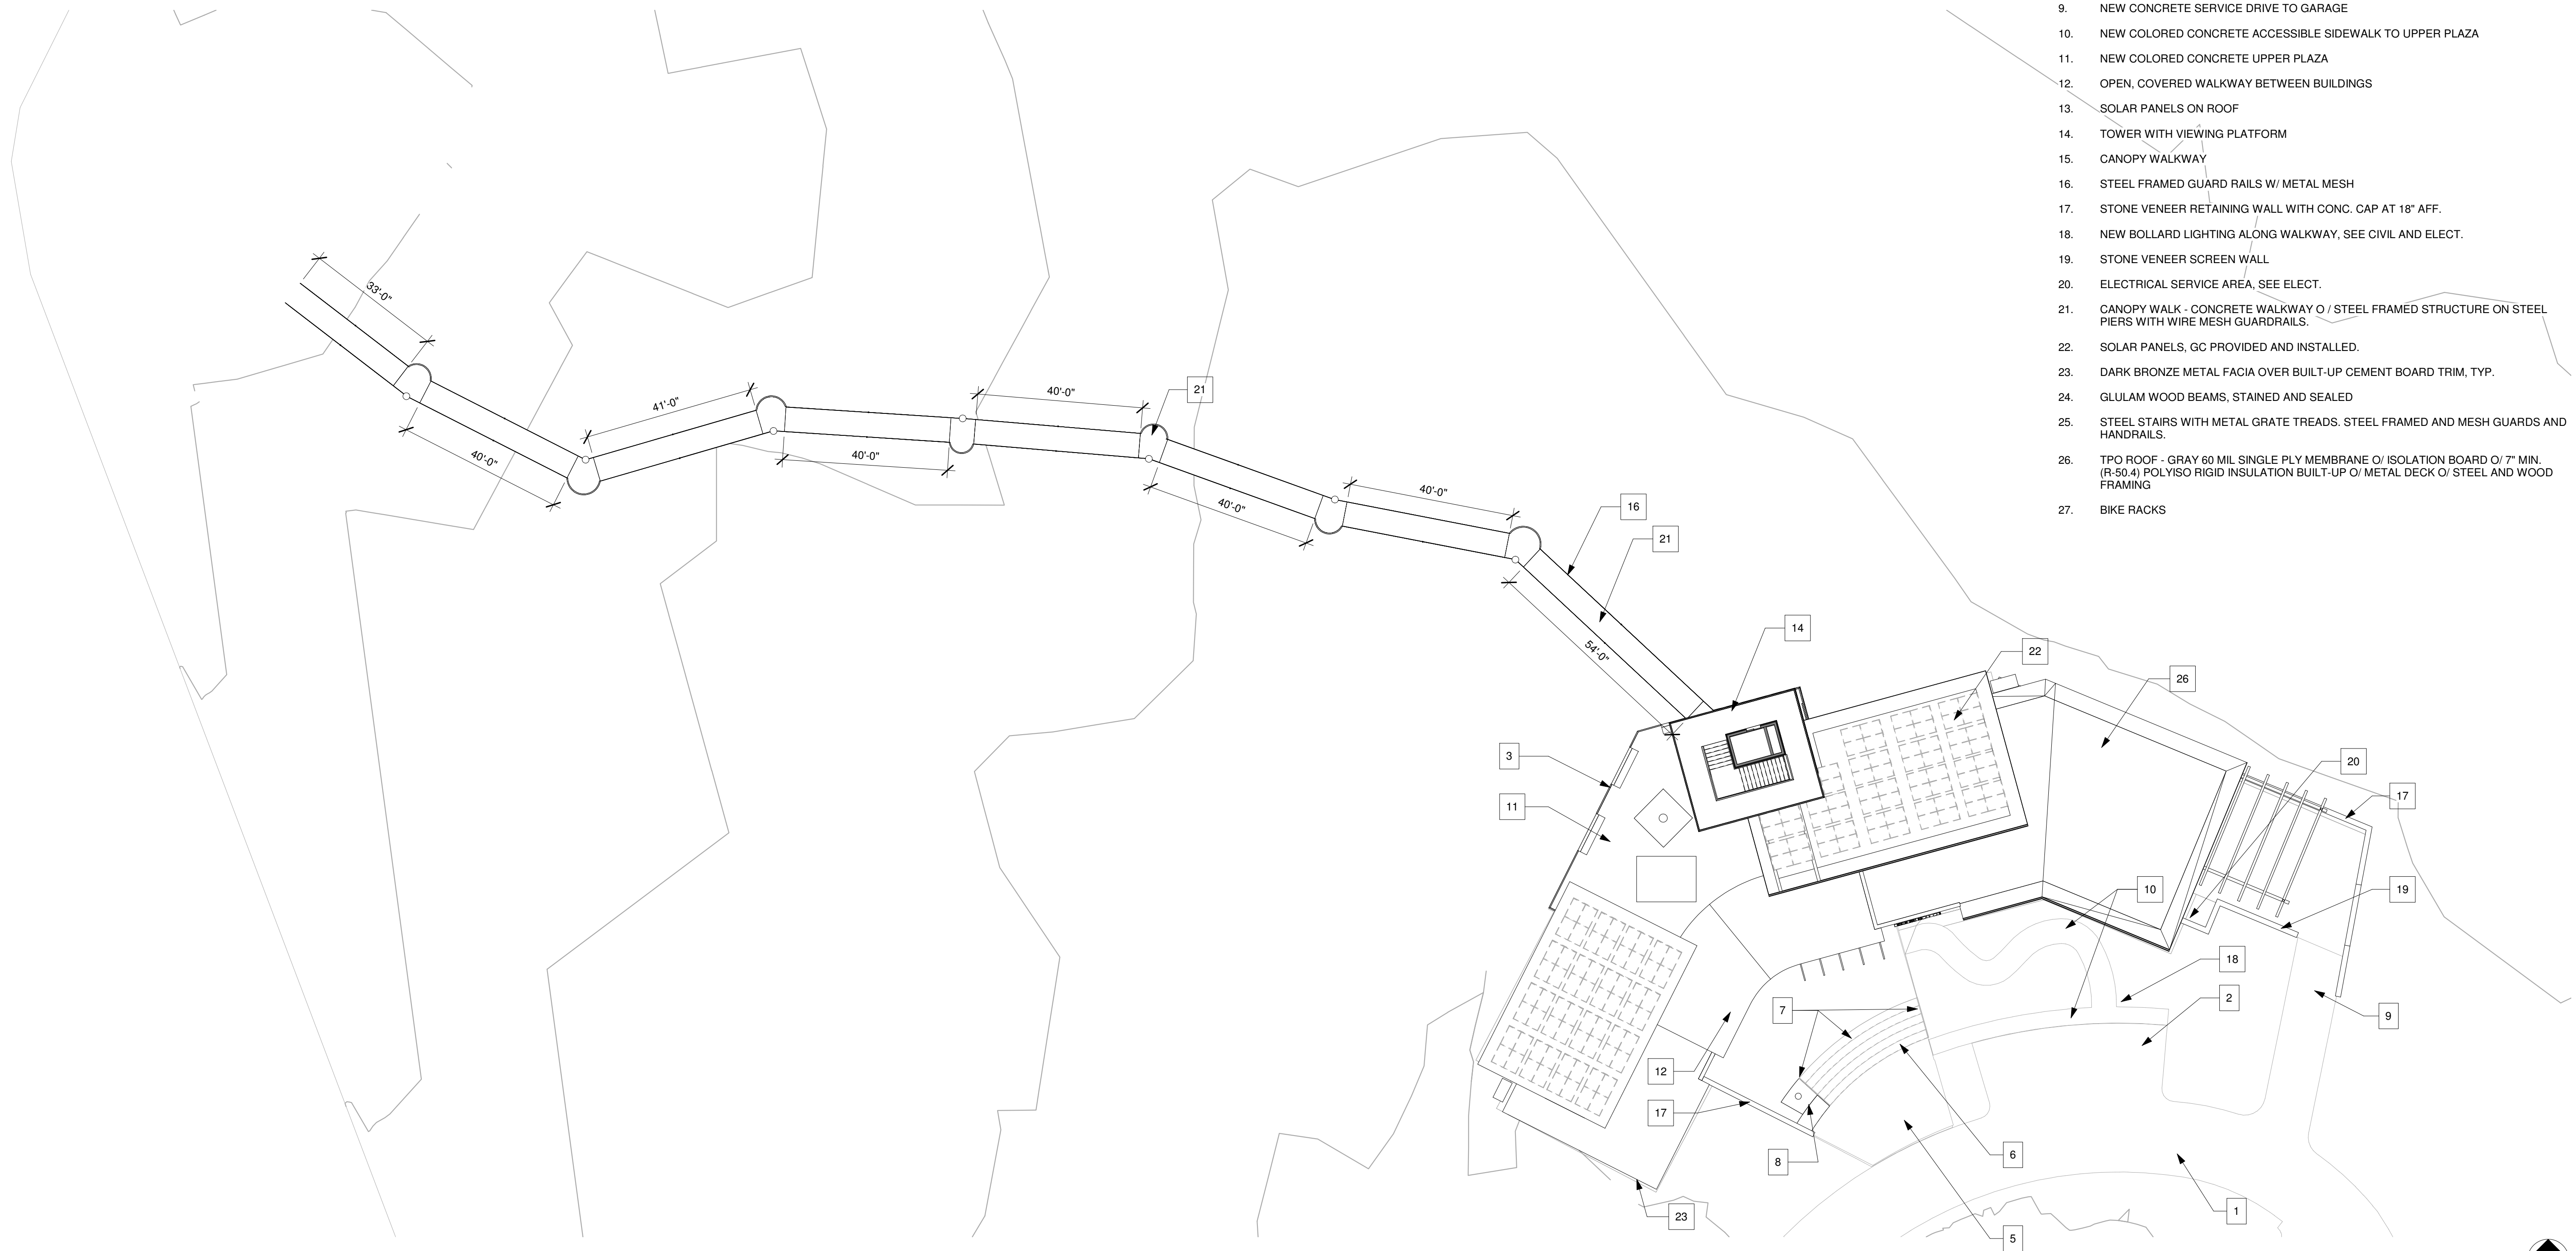 9. NEW CONCRETE SERVICE DRIVE TO GARAGE
10. NEW COLORED CONCRETE ACCESSIBLE SIDEWALK TO UPPER PLAZA
11. NEW COLORED CONCRETE UPPER PLAZA
12. OPEN, COVERED WALKWAY BETWEEN BUILDINGS
13. SOLAR PANELS ON ROOF
14. TOWER WITH VIEWING PLATFORM
15. CANOPY WALKWAY
16. STEEL FRAMED GUARD RAILS W/ METAL MESH
17. STONE VENEER RETAINING WALL WITH CONC. CAP AT 18" AFF.
18. NEW BOLLARD LIGHTING ALONG WALKWAY, SEE CIVIL AND ELECT.
19. STONE VENEER SCREEN WALL
20. ELECTRICAL SERVICE AREA, SEE ELECT.
21. CANOPY WALK - CONCRETE WALKWAY O / STEEL FRAMED STRUCTURE ON STEEL
PIERS WITH WIRE MESH GUARDRAILS.
22. SOLAR PANELS, GC PROVIDED AND INSTALLED.
23. DARK BRONZE METAL FACIA OVER BUILT-UP CEMENT BOARD TRIM, TYP.
24. GLULAM WOOD BEAMS, STAINED AND SEALED
25. STEEL STAIRS WITH METAL GRATE TREADS. STEEL FRAMED AND MESH GUARDS AND
HANDRAILS.
26. TPO ROOF - GRAY 60 MIL SINGLE PLY MEMBRANE O/ ISOLATION BOARD O/ 7" MIN.
(R-50.4) POLYISO RIGID INSULATION BUILT-UP O/ METAL DECK O/ STEEL AND WOOD
FRAMING
27. BIKE RACKS
33'-0"
40'-0"
41'-0"
40'-0"
40'-0"
21
40'-0"
40'-0"
16
21
54'-0"
14
22
26
3
20
17
11
10
19
18
2
7
9
12
17
6
8
23
1
5